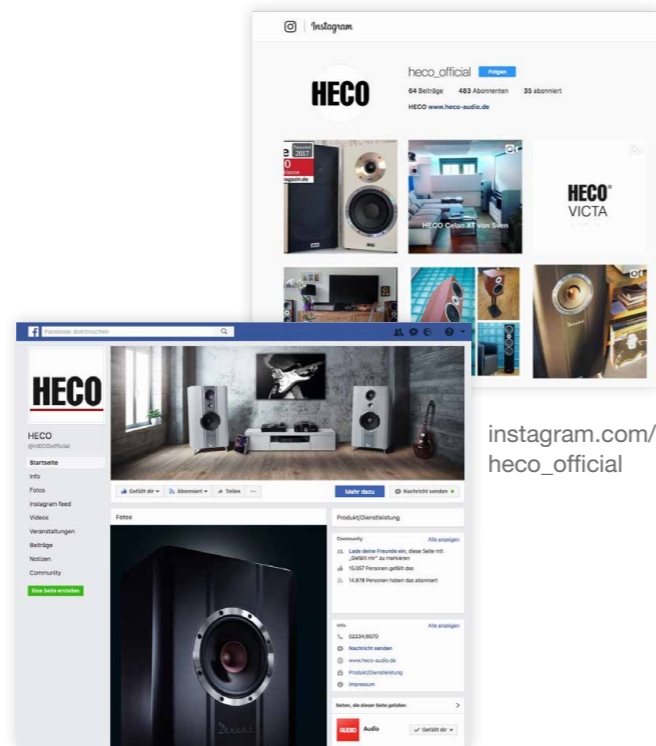 Instagram
heco_official Folgen
64 Beiträge 483 Abonnenten 35 abonniert
HECO www.heco-audio.de
HECO
2017
magazin.de
HECO Celan AT von Sven
HECO®
VICTA
Facebook durchsuchen
HECO
HECO
@HECOofficial
Startseite
Info
Fotos
Instagram feed
Videos
Veranstaltungen
Beiträge
Notizen
Community
Eine Seite erstellen
Gefällt dir
Abonniert
Teilen
Mehr dazu
Nachricht senden
Fotos
Direkt
Produkt/Dienstleistung
Community Alle anzeigen
Lade deine Freunde ein, diese Seite mit
„Gefällt mir“ zu markieren
15.057 Personen gefällt das
14.878 Personen haben das abonniert
Info Alle anzeigen
02234/8070
Nachricht senden
www.heco-audio.de
Produkt/Dienstleistung
Impressum
Seiten, die dieser Seite gefallen
AUDIO Audio Gefällt dir
instagram.com/
heco_official